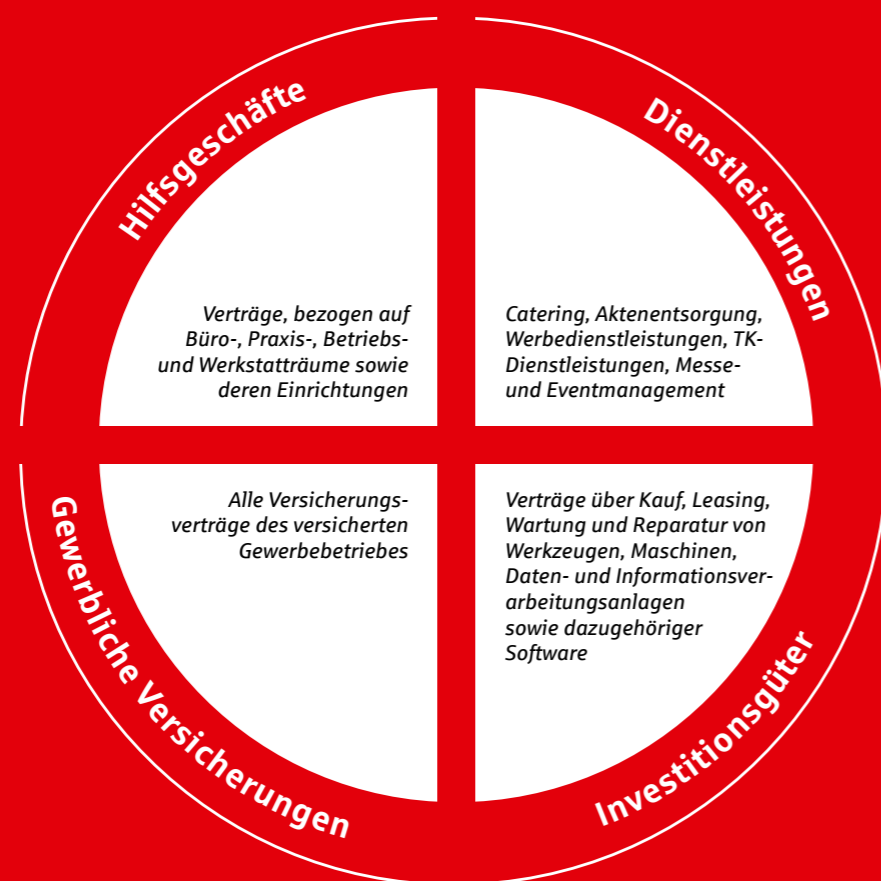 Hilfsgeschäfte
Verträge, bezogen auf
Büro-, Praxis-, Betriebs-
und Werkstatträume sowie
deren Einrichtungen
Dienstleistungen
Catering, Aktenentsorgung,
Werbedienstleistungen, TK-
Dienstleistungen, Messe-
und Eventmanagement
Gewerbliche Versicherungen
Alle Versicherungs-
verträge des versicherten
Gewerbebetriebes
Verträge über Kauf, Leasing,
Wartung und Reparatur von
Werkzeugen, Maschinen,
Daten- und Informationsver-
arbeitungsanlagen
sowie dazugehöriger
Software
Investitionsgüter